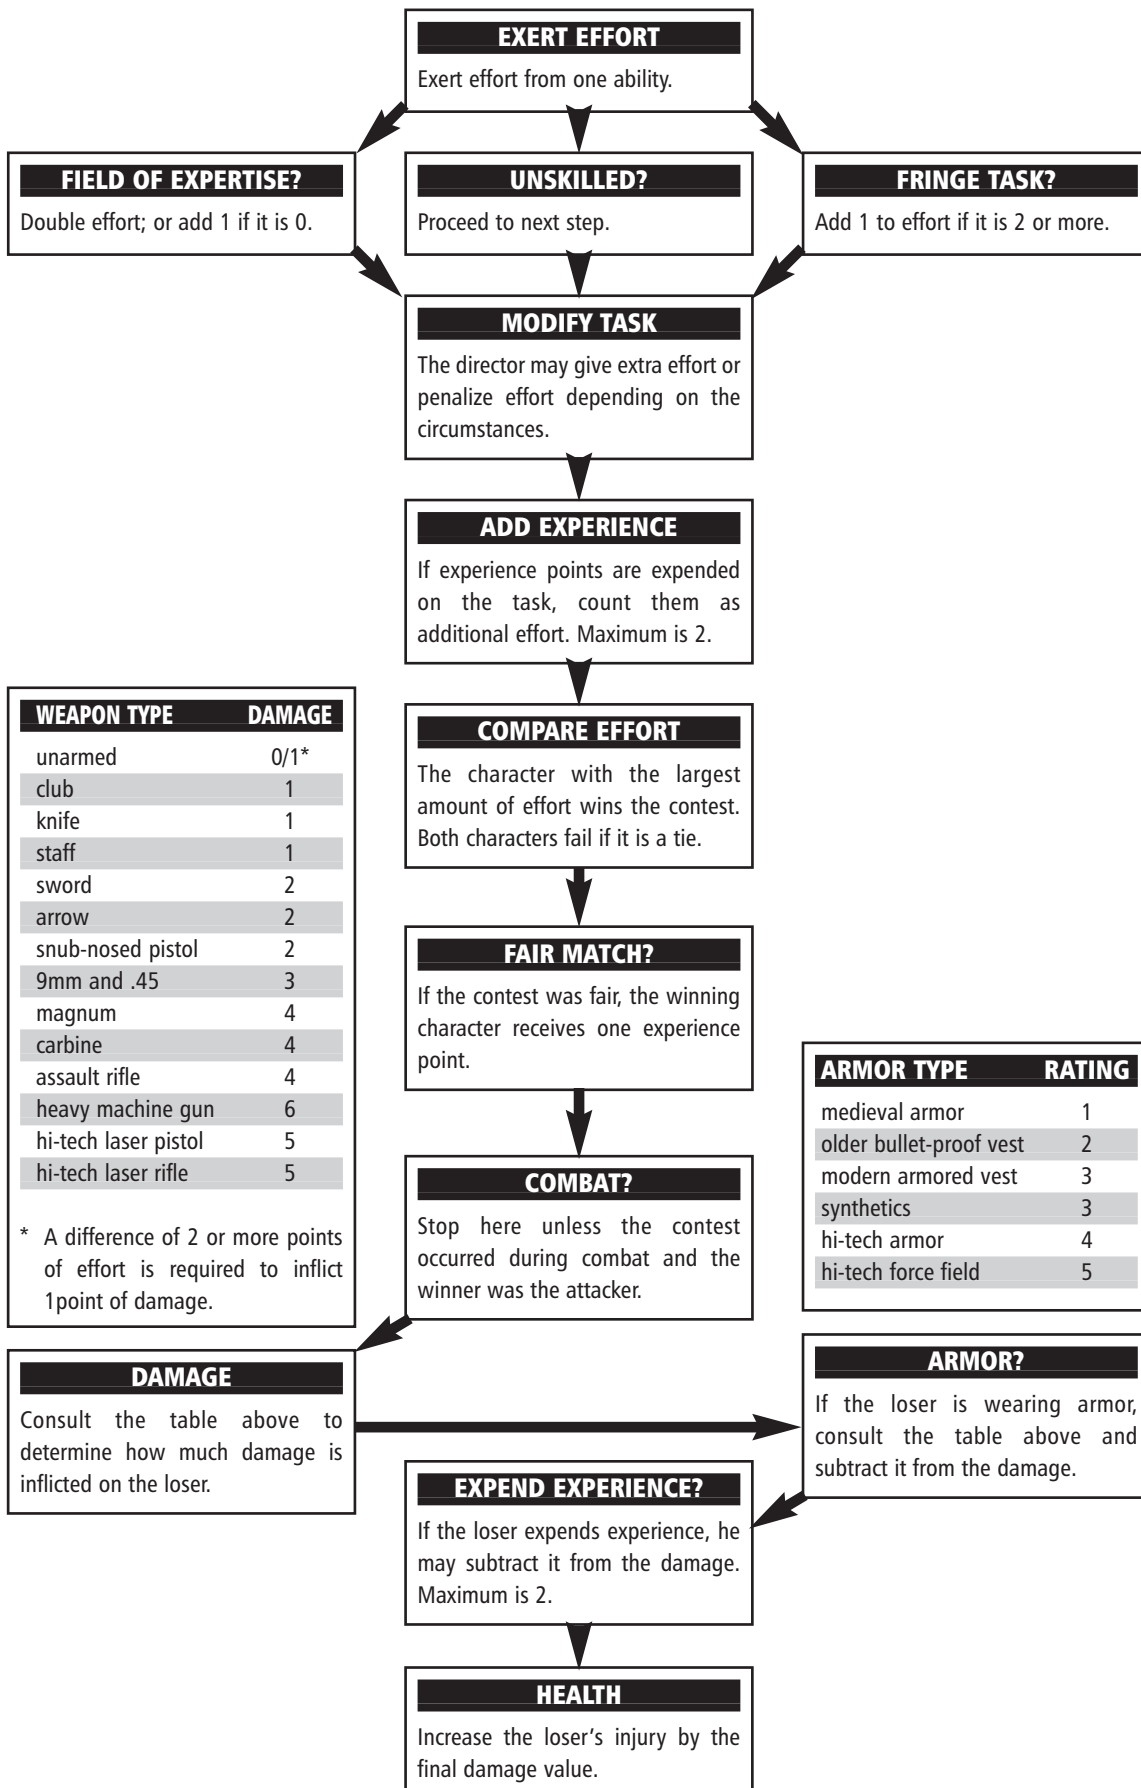 EXERT EFFORT
Exert effort from one ability.
FIELD OF EXPERTISE?
Double effort; or add 1 if it is 0.
UNSKILLED?
Proceed to next step.
FRINGE TASK?
Add 1 to effort if it is 2 or more.
MODIFY TASK
The director may give extra effort or
penalize effort depending on the
circumstances.
ADD EXPERIENCE
If experience points are expended
on the task, count them as
additional effort. Maximum is 2.
COMPARE EFFORT
The character with the largest
amount of effort wins the contest.
Both characters fail if it is a tie.
FAIR MATCH?
If the contest was fair, the winning
character receives one experience
point.
COMBAT?
Stop here unless the contest
occurred during combat and the
winner was the attacker.
WEAPON TYPE DAMAGE
unarmed 0/1*
club 1
knife 1
staff 1
sword 2
arrow 2
snub-nosed pistol 2
9mm and .45 3
magnum 4
carbine 4
assault rifle 4
heavy machine gun 6
hi-tech laser pistol 5
hi-tech laser rifle 5
* A difference of 2 or more points
of effort is required to inflict
1point of damage.
DAMAGE
Consult the table above to
determine how much damage is
inflicted on the loser.
ARMOR TYPE RATING
medieval armor 1
older bullet-proof vest 2
modern armored vest 3
synthetics 3
hi-tech armor 4
hi-tech force field 5
ARMOR?
If the loser is wearing armor,
consult the table above and
subtract it from the damage.
EXPEND EXPERIENCE?
If the loser expends experience, he
may subtract it from the damage.
Maximum is 2.
HEALTH
Increase the loser's injury by the
final damage value.